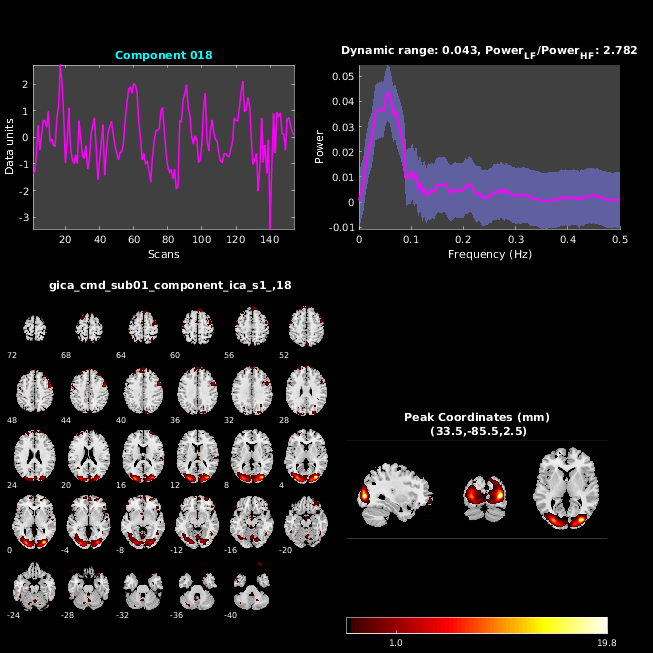 Component 018
2
1
0
-1
-2
-3
Data units
20 40 60 80 100 120 140
Scans
Dynamic range: 0.043, PowerLF/PowerHF: 2.782
0.05
0.04
0.03
0.02
0.01
0
-0.01
Power
0 0.1 0.2 0.3 0.4 0.5
Frequency (Hz)
gica_cmd_sub01_component_ica_s1_,18
72 68 64 60 56 52
48 44 40 36 32 28
24 20 16 12 8 4
0 -4 -8 -12 -16 -20
-24 -28 -32 -36 -40
Peak Coordinates (mm)
(33.5,-85.5,2.5)
1.0 19.8